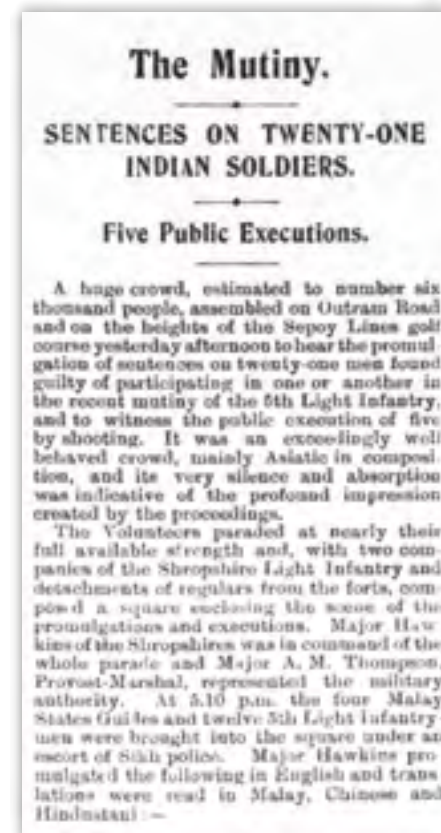 The Mutiny.
SENTENCES ON TWENTY-ONE
INDIAN SOLDIERS.
Five Public Executions.
A huge crowd, estimated to number six
thousand people, assembled on Outram Road
and on the heights of the Sepoy Lines golf
course yesterday afternoon to hear the promul-
gation of sentences on twenty-one men found
guilty of participating in one or another in
the recent mutiny of the 5th Light Infantry,
and to witness the public execution of five
by shooting. It was an exceedingly well
behaved crowd, mainly Asiatic in composi-
tion, and its very silence and absorption
was indicative of the profound impression
created by the proceedings.
The Volunteers paraded at nearly their
full available strength and, with two com-
panies of the Shropshire Light Infantry and
detachments of regulars from the forts, com-
posed a square enclosing the scene of the
promulgations and executions. Major Haw
kins of the Shropshires was in command of the
whole parade and Major A. M. Thompson,
Provost-Marshal, represented the military
authority. At 5.10 p.m. the four Malay
States Guides and twelve 5th Light Infantry
men were brought into the square under an
escort of Sikh police. Major Hawkins pro
mulgated the following in English and trans
lations were read in Malay, Chinese and
Hindustani :—